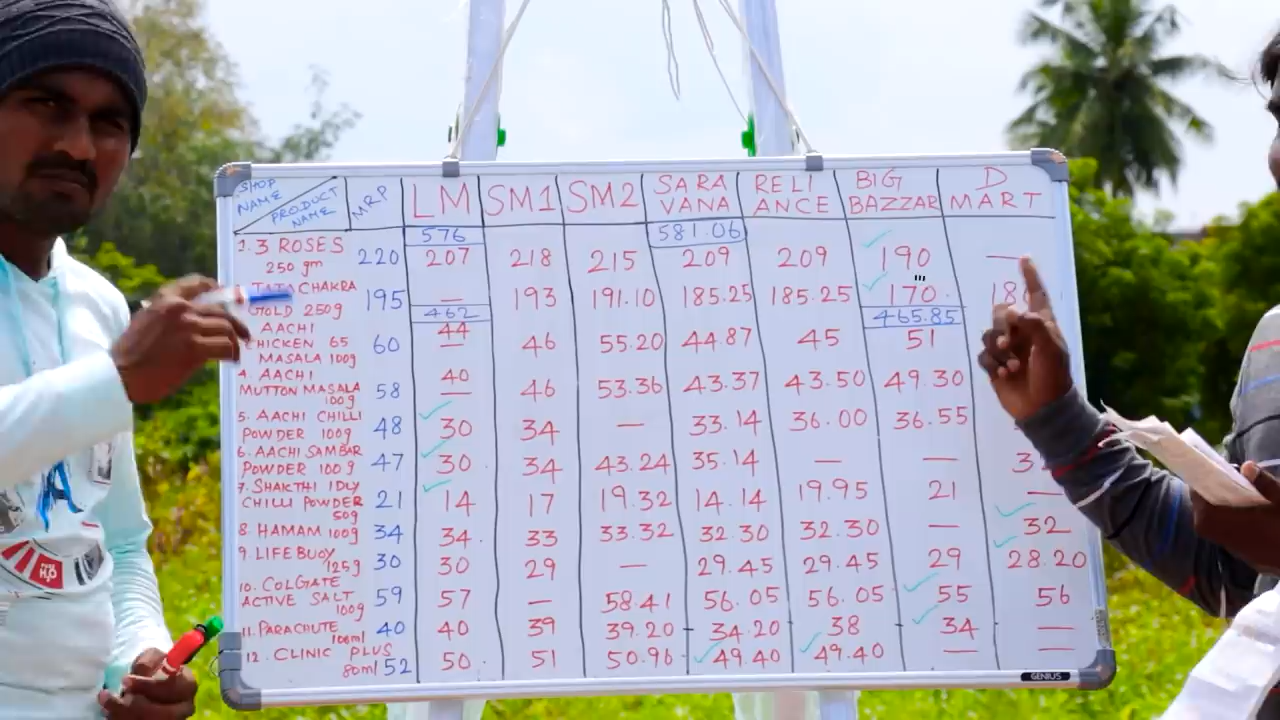 SHOP NAME PRODUCT NAME MRP LM SM1 SM2 SARA VANA RELI ANCE BIG BAZZAR D MART
576 581.06
1. 3 ROSES 250 gm 220 207 218 215 209 209 190 —
TATA CHAKRA GOLD 250g 195 — 193 191.10 185.25 185.25 170
462 465.85
AACHI CHICKEN 65 MASALA 100g 60 44 46 55.20 44.87 45 51
4. AACHI MUTTON MASALA 100g 58 40 46 53.36 43.37 43.50 49.30
5. AACHI CHILLI POWDER 100g 48 30 34 — 33.14 36.00 36.55
6. AACHI SAMBAR POWDER 100g 47 30 34 43.24 35.14 — —
7. SHAKTHI IDLY CHILLI POWDER 50g 21 14 17 19.32 14.14 19.95 21 —
8. HAMAM 100g 34 34 33 33.32 32.30 32.30 — 32
9. LIFEBUOY 125g 30 30 29 — 29.45 29.45 29 28.20
10. COLGATE ACTIVE SALT 100g 59 57 — 58.41 56.05 56.05 55 56
11. PARACHUTE 100ml 40 40 39 39.20 34.20 38 34 —
12. CLINIC PLUS 80ml 52 50 51 50.96 49.40 49.40 — —
GENIUS